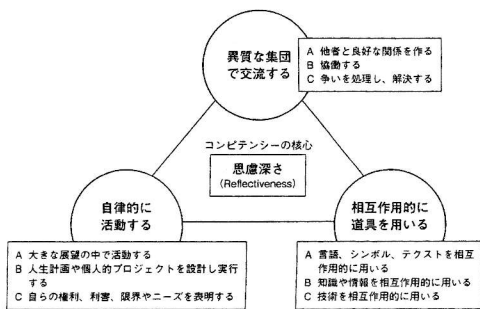 異質な集団
で交流する
A 他者と良好な関係を作る
B 協働する
C 争いを処理し、解決する
コンピテンシーの核心
思慮深さ
(Reflectiveness)
自律的に
活動する
A 大きな展望の中で活動する
B 人生計画や個人的プロジェクトを設計し実行
する
C 自らの権利、利害、限界やニーズを表明する
相互作用的に
道具を用いる
A 言語、シンボル、テクストを相互
作用的に用いる
B 知識や情報を相互作用的に用いる
C 技術を相互作用的に用いる